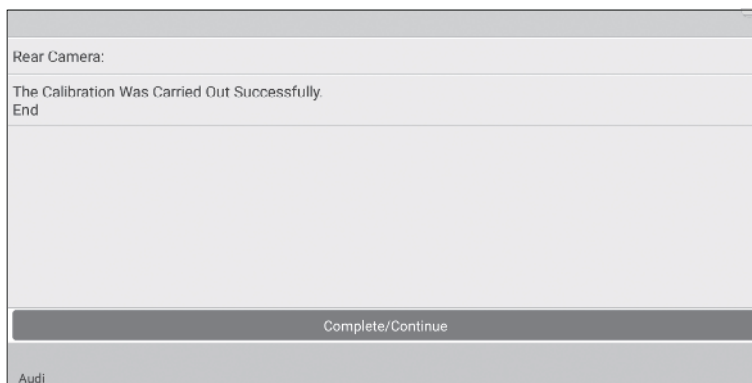 Rear Camera:
The Calibration Was Carried Out Successfully.
End
Complete/Continue
Audi